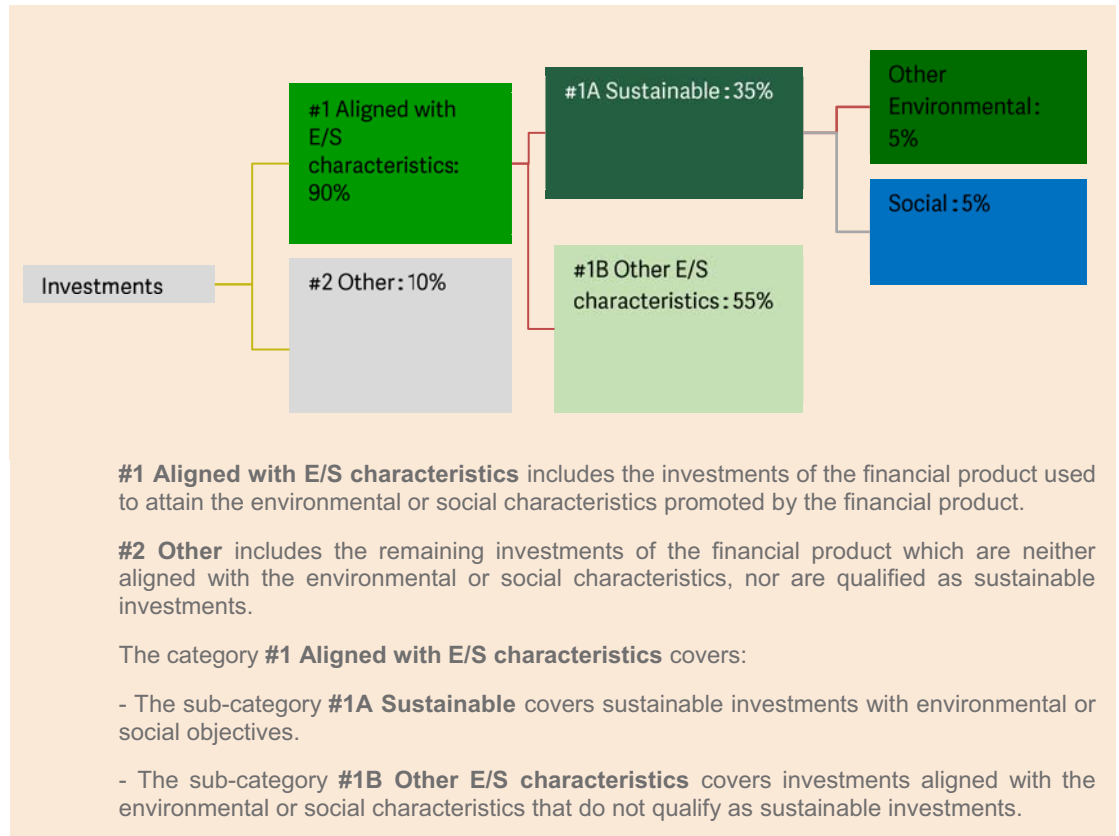 Investments
#1 Aligned with
E/S
characteristics:
90%
#2 Other: 10%
#1A Sustainable: 35%
#1B Other E/S
characteristics: 55%
Other
Environmental:
5%
Social: 5%
#1 Aligned with E/S characteristics includes the investments of the financial product used
to attain the environmental or social characteristics promoted by the financial product.
#2 Other includes the remaining investments of the financial product which are neither
aligned with the environmental or social characteristics, nor are qualified as sustainable
investments.
The category #1 Aligned with E/S characteristics covers:
- The sub-category #1A Sustainable covers sustainable investments with environmental or
social objectives.
- The sub-category #1B Other E/S characteristics covers investments aligned with the
environmental or social characteristics that do not qualify as sustainable investments.